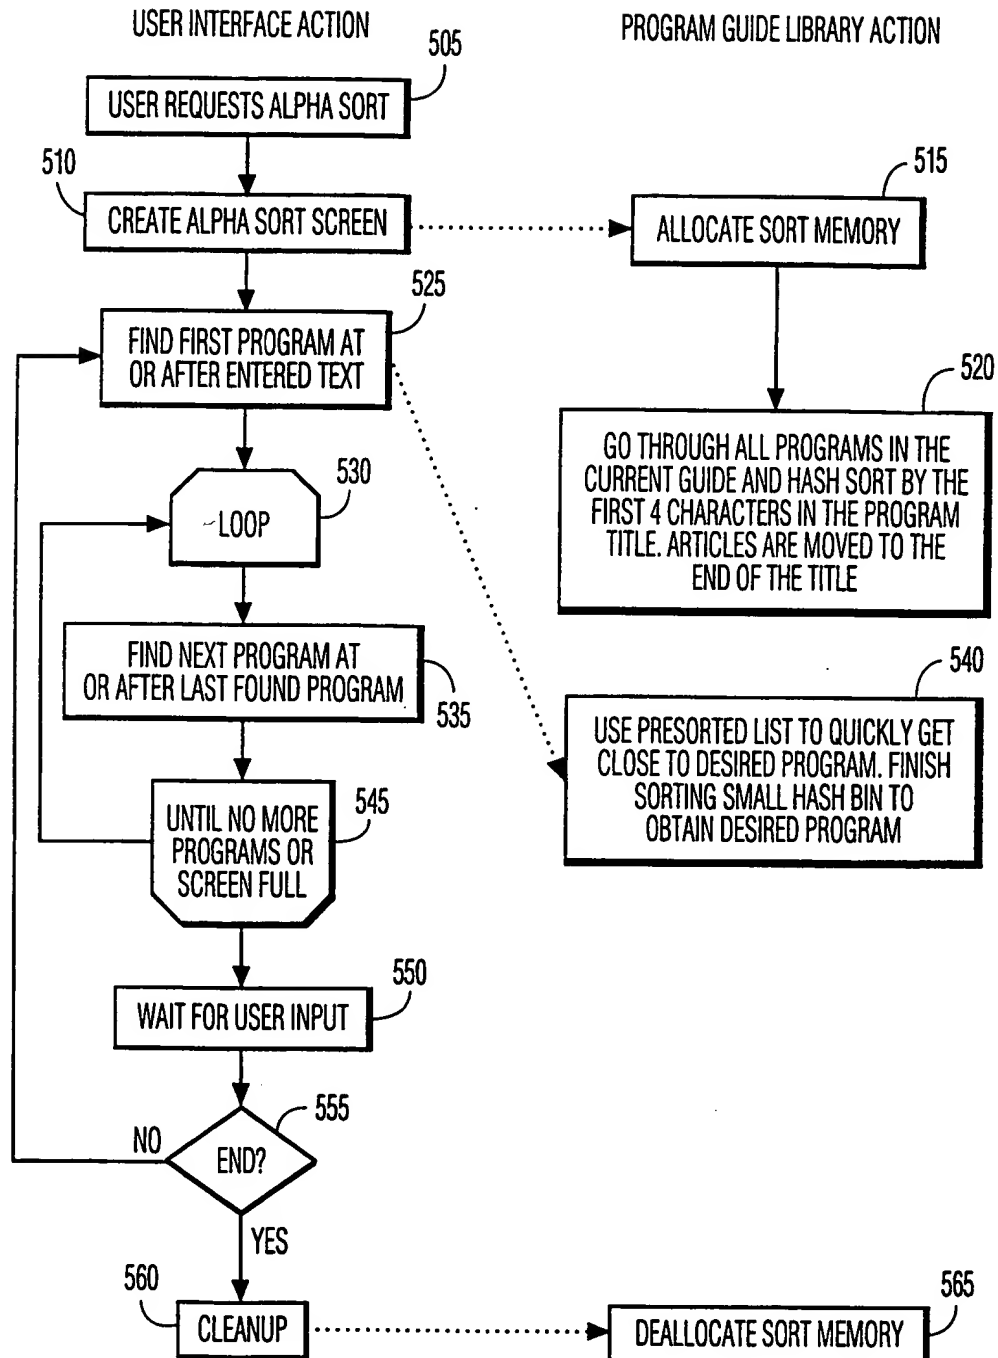 USER INTERFACE ACTION
PROGRAM GUIDE LIBRARY ACTION
505
USER REQUESTS ALPHA SORT
510
CREATE ALPHA SORT SCREEN
515
ALLOCATE SORT MEMORY
525
FIND FIRST PROGRAM AT
OR AFTER ENTERED TEXT
520
GO THROUGH ALL PROGRAMS IN THE
CURRENT GUIDE AND HASH SORT BY THE
FIRST 4 CHARACTERS IN THE PROGRAM
TITLE. ARTICLES ARE MOVED TO THE
END OF THE TITLE
530
LOOP
FIND NEXT PROGRAM AT
OR AFTER LAST FOUND PROGRAM
535
540
USE PRESORTED LIST TO QUICKLY GET
CLOSE TO DESIRED PROGRAM. FINISH
SORTING SMALL HASH BIN TO
OBTAIN DESIRED PROGRAM
545
UNTIL NO MORE
PROGRAMS OR
SCREEN FULL
550
WAIT FOR USER INPUT
555
NO
END?
YES
560
CLEANUP
565
DEALLOCATE SORT MEMORY